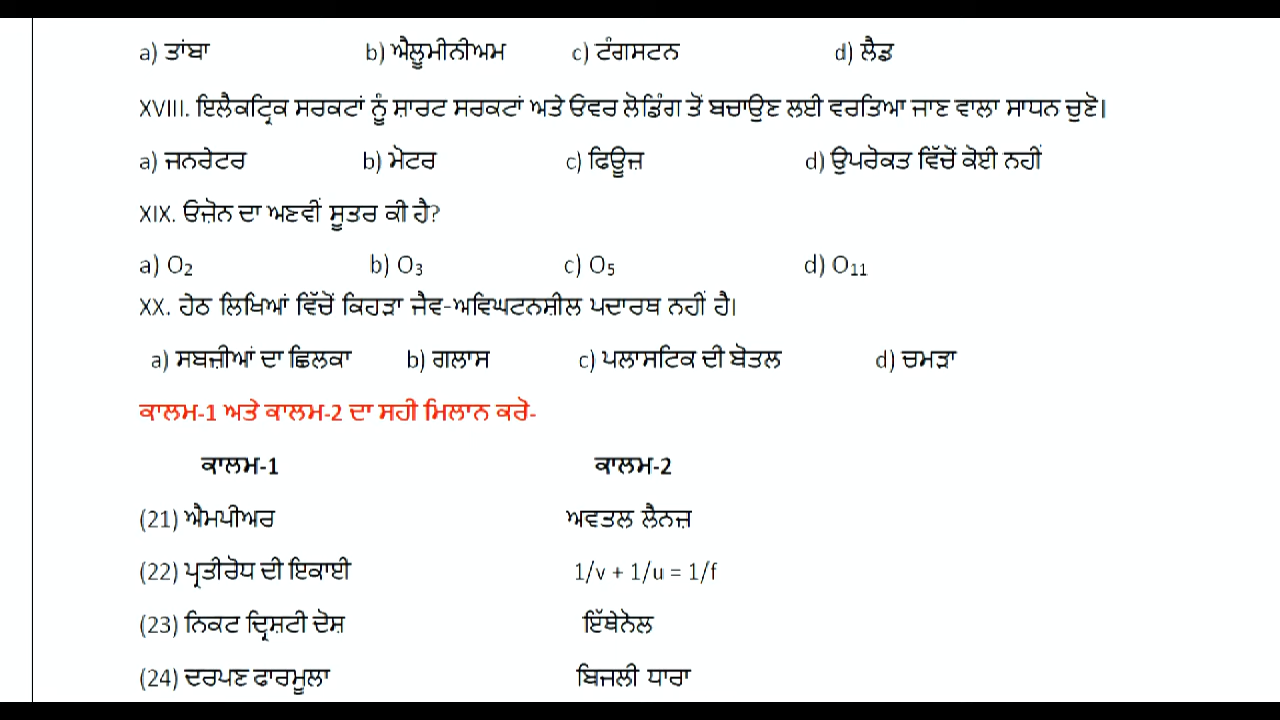 a) ਤਾਂਬਾ b) ਐਲੂਮੀਨੀਅਮ c) ਟੰਗਸਟਨ d) ਲੈਡ
XVIII. ਇਲੈਕਟ੍ਰਿਕ ਸਰਕਟਾਂ ਨੂੰ ਸ਼ਾਰਟ ਸਰਕਟਾਂ ਅਤੇ ਓਵਰ ਲੋਡਿੰਗ ਤੋਂ ਬਚਾਉਣ ਲਈ ਵਰਤਿਆ ਜਾਣ ਵਾਲਾ ਸਾਧਨ ਚੁਣੋ।
a) ਜਨਰੇਟਰ b) ਮੋਟਰ c) ਫਿਊਜ਼ d) ਉਪਰੋਕਤ ਵਿੱਚੋਂ ਕੋਈ ਨਹੀਂ
XIX. ਓਜ਼ੋਨ ਦਾ ਅਣਵੀਂ ਸੂਤਰ ਕੀ ਹੈ?
a) O₂ b) O₃ c) O₅ d) O₁₁
XX. ਹੇਠ ਲਿਖਿਆਂ ਵਿੱਚੋਂ ਕਿਹੜਾ ਜੈਵ-ਅਵਿਘਟਨਸ਼ੀਲ ਪਦਾਰਥ ਨਹੀਂ ਹੈ।
a) ਸਬਜ਼ੀਆਂ ਦਾ ਛਿਲਕਾ b) ਗਲਾਸ c) ਪਲਾਸਟਿਕ ਦੀ ਬੋਤਲ d) ਚਮੜਾ
ਕਾਲਮ-1 ਅਤੇ ਕਾਲਮ-2 ਦਾ ਸਹੀ ਮਿਲਾਨ ਕਰੋ-
ਕਾਲਮ-1 ਕਾਲਮ-2
(21) ਐਮਪੀਅਰ ਅਵਤਲ ਲੈਨਜ਼
(22) ਪ੍ਰਤੀਰੋਧ ਦੀ ਇਕਾਈ 1/v + 1/u = 1/f
(23) ਨਿਕਟ ਦ੍ਰਿਸ਼ਟੀ ਦੋਸ਼ ਇੱਥੇਨੋਲ
(24) ਦਰਪਣ ਫਾਰਮੂਲਾ ਬਿਜਲੀ ਧਾਰਾ